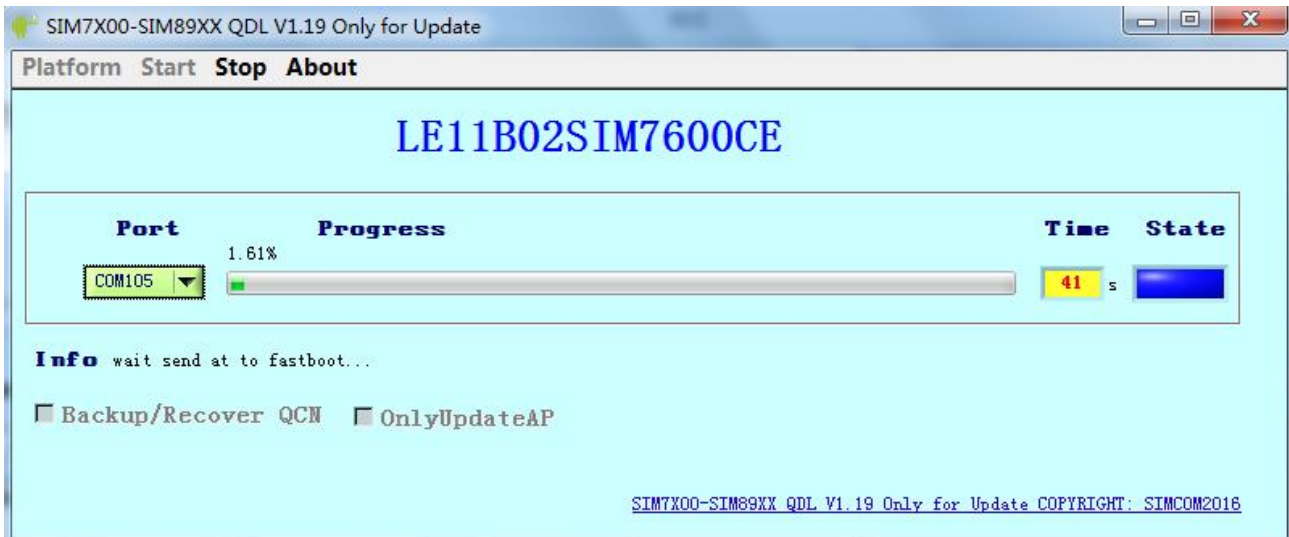 SIM7X00-SIM89XX QDL V1.19 Only for Update
Platform Start Stop About
LE11B02SIM7600CE
Port Progress Time State
1.61%
COM105 41 s
Info wait send at to fastboot...
Backup/Recover QCN OnlyUpdateAP
SIM7X00-SIM89XX QDL V1.19 Only for Update COPYRIGHT: SIMCOM2016